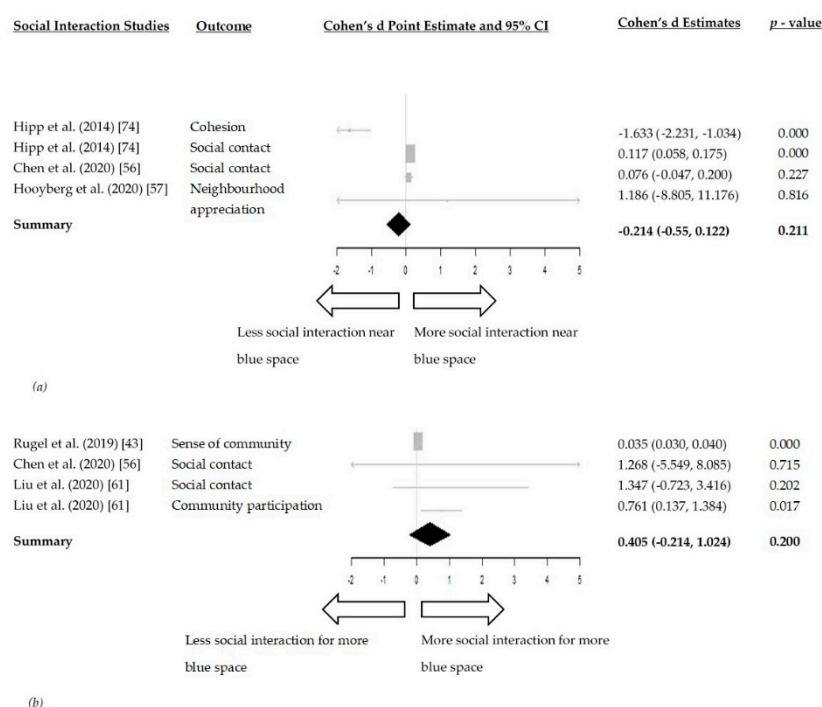 Social Interaction Studies Outcome Cohen's d Point Estimate and 95% CI Cohen's d Estimates p - value
Hipp et al. (2014) [74] Cohesion -1.633 (-2.231, -1.034) 0.000
Hipp et al. (2014) [74] Social contact 0.117 (0.058, 0.175) 0.000
Chen et al. (2020) [56] Social contact 0.076 (-0.047, 0.200) 0.227
Hooyberg et al. (2020) [57] Neighbourhood 1.186 (-8.805, 11.176) 0.816
appreciation
Summary -0.214 (-0.55, 0.122) 0.211
-2 -1 0 1 2 3 4 5
Less social interaction near More social interaction near
blue space blue space
(a)
Rugel et al. (2019) [43] Sense of community 0.035 (0.030, 0.040) 0.000
Chen et al. (2020) [56] Social contact 1.268 (-5.549, 8.085) 0.715
Liu et al. (2020) [61] Social contact 1.347 (-0.723, 3.416) 0.202
Liu et al. (2020) [61] Community participation 0.761 (0.137, 1.384) 0.017
Summary 0.405 (-0.214, 1.024) 0.200
-2 -1 0 1 2 3 4 5
Less social interaction for more More social interaction for more
blue space blue space
(b)